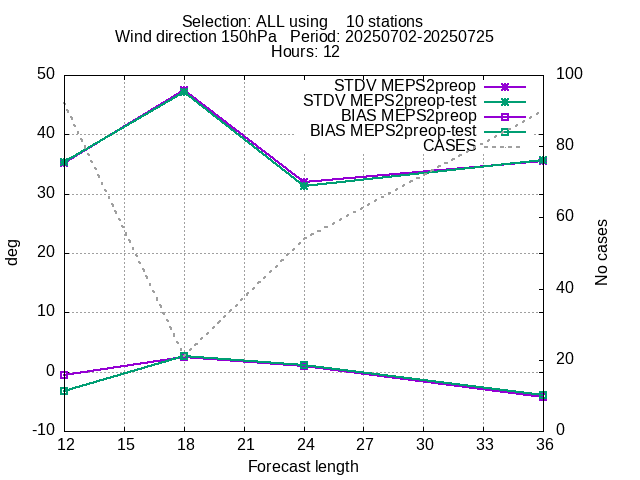 Selection: ALL using    10 stations
Wind direction 150hPa   Period: 20250702-20250725
Hours: 12
STDV MEPS2preop
STDV MEPS2preop-test
BIAS MEPS2preop
BIAS MEPS2preop-test
CASES
50
40
30
20
10
0
-10
deg
100
80
60
40
20
0
No cases
12 15 18 21 24 27 30 33 36
Forecast length